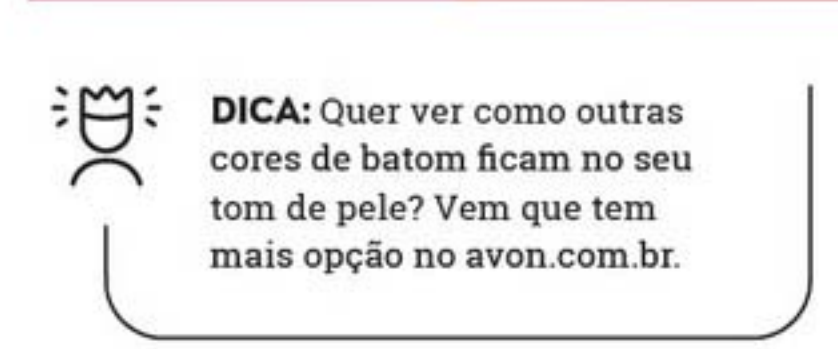 DICA: Quer ver como outras
cores de batom ficam no seu
tom de pele? Vem que tem
mais opção no avon.com.br.